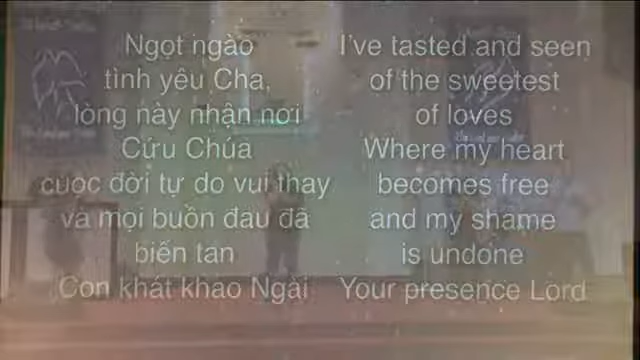 Ngọt ngào
tình yêu Cha,
lòng này nhận nơi
Cứu Chúa
cuộc đời tự do vui thay
và mọi buồn đau đã
biến tan
Con khát khao Ngài
I've tasted and seen
of the sweetest
of loves
Where my heart
becomes free
and my shame
is undone
Your presence Lord